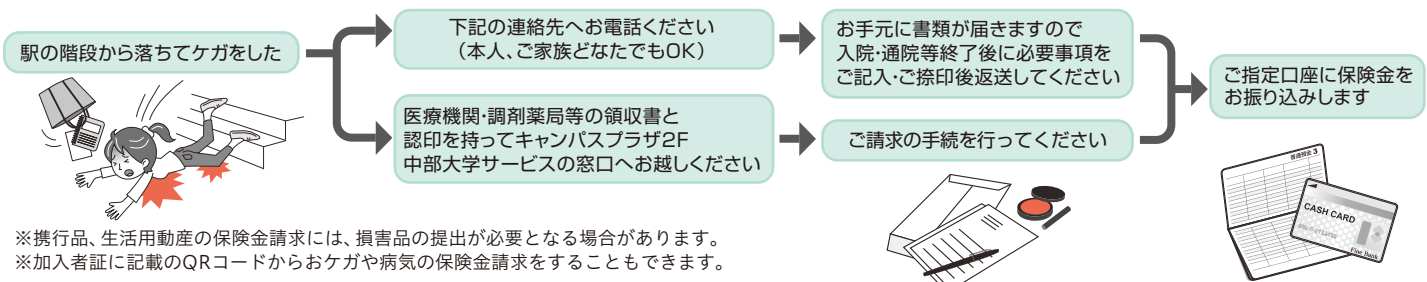 駅の階段から落ちてケガをした
下記の連絡先へお電話ください
（本人、ご家族どなたでもOK）
お手元に書類が届きますので
入院・通院等終了後に必要事項を
ご記入・ご捺印後返送してください
医療機関・調剤薬局等の領収書と
認印を持ってキャンパスプラザ2F
中部大学サービスの窓口へお越しください
ご請求の手続を行ってください
ご指定口座に保険金を
お振り込みします
普通預金 3
CASH CARD
Fine Bank
※携行品、生活用動産の保険金請求には、損害品の提出が必要となる場合があります。
※加入者証に記載のQRコードからおケガや病気の保険金請求をすることもできます。